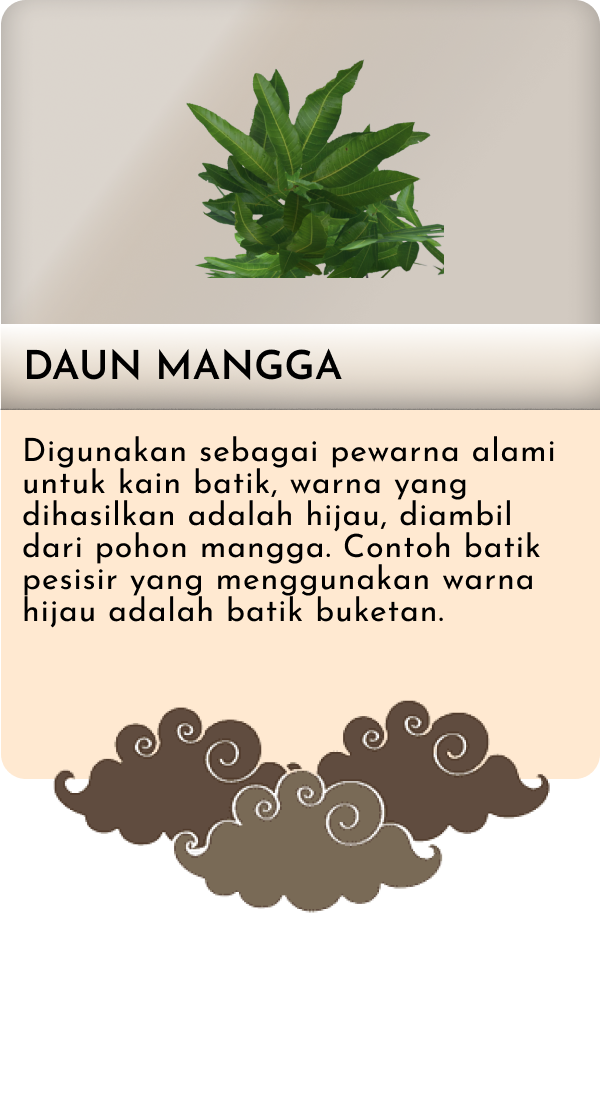 DAUN MANGGA
Digunakan sebagai pewarna alami
untuk kain batik, warna yang
dihasilkan adalah hijau, diambil
dari pohon mangga. Contoh batik
pesisir yang menggunakan warna
hijau adalah batik buketan.